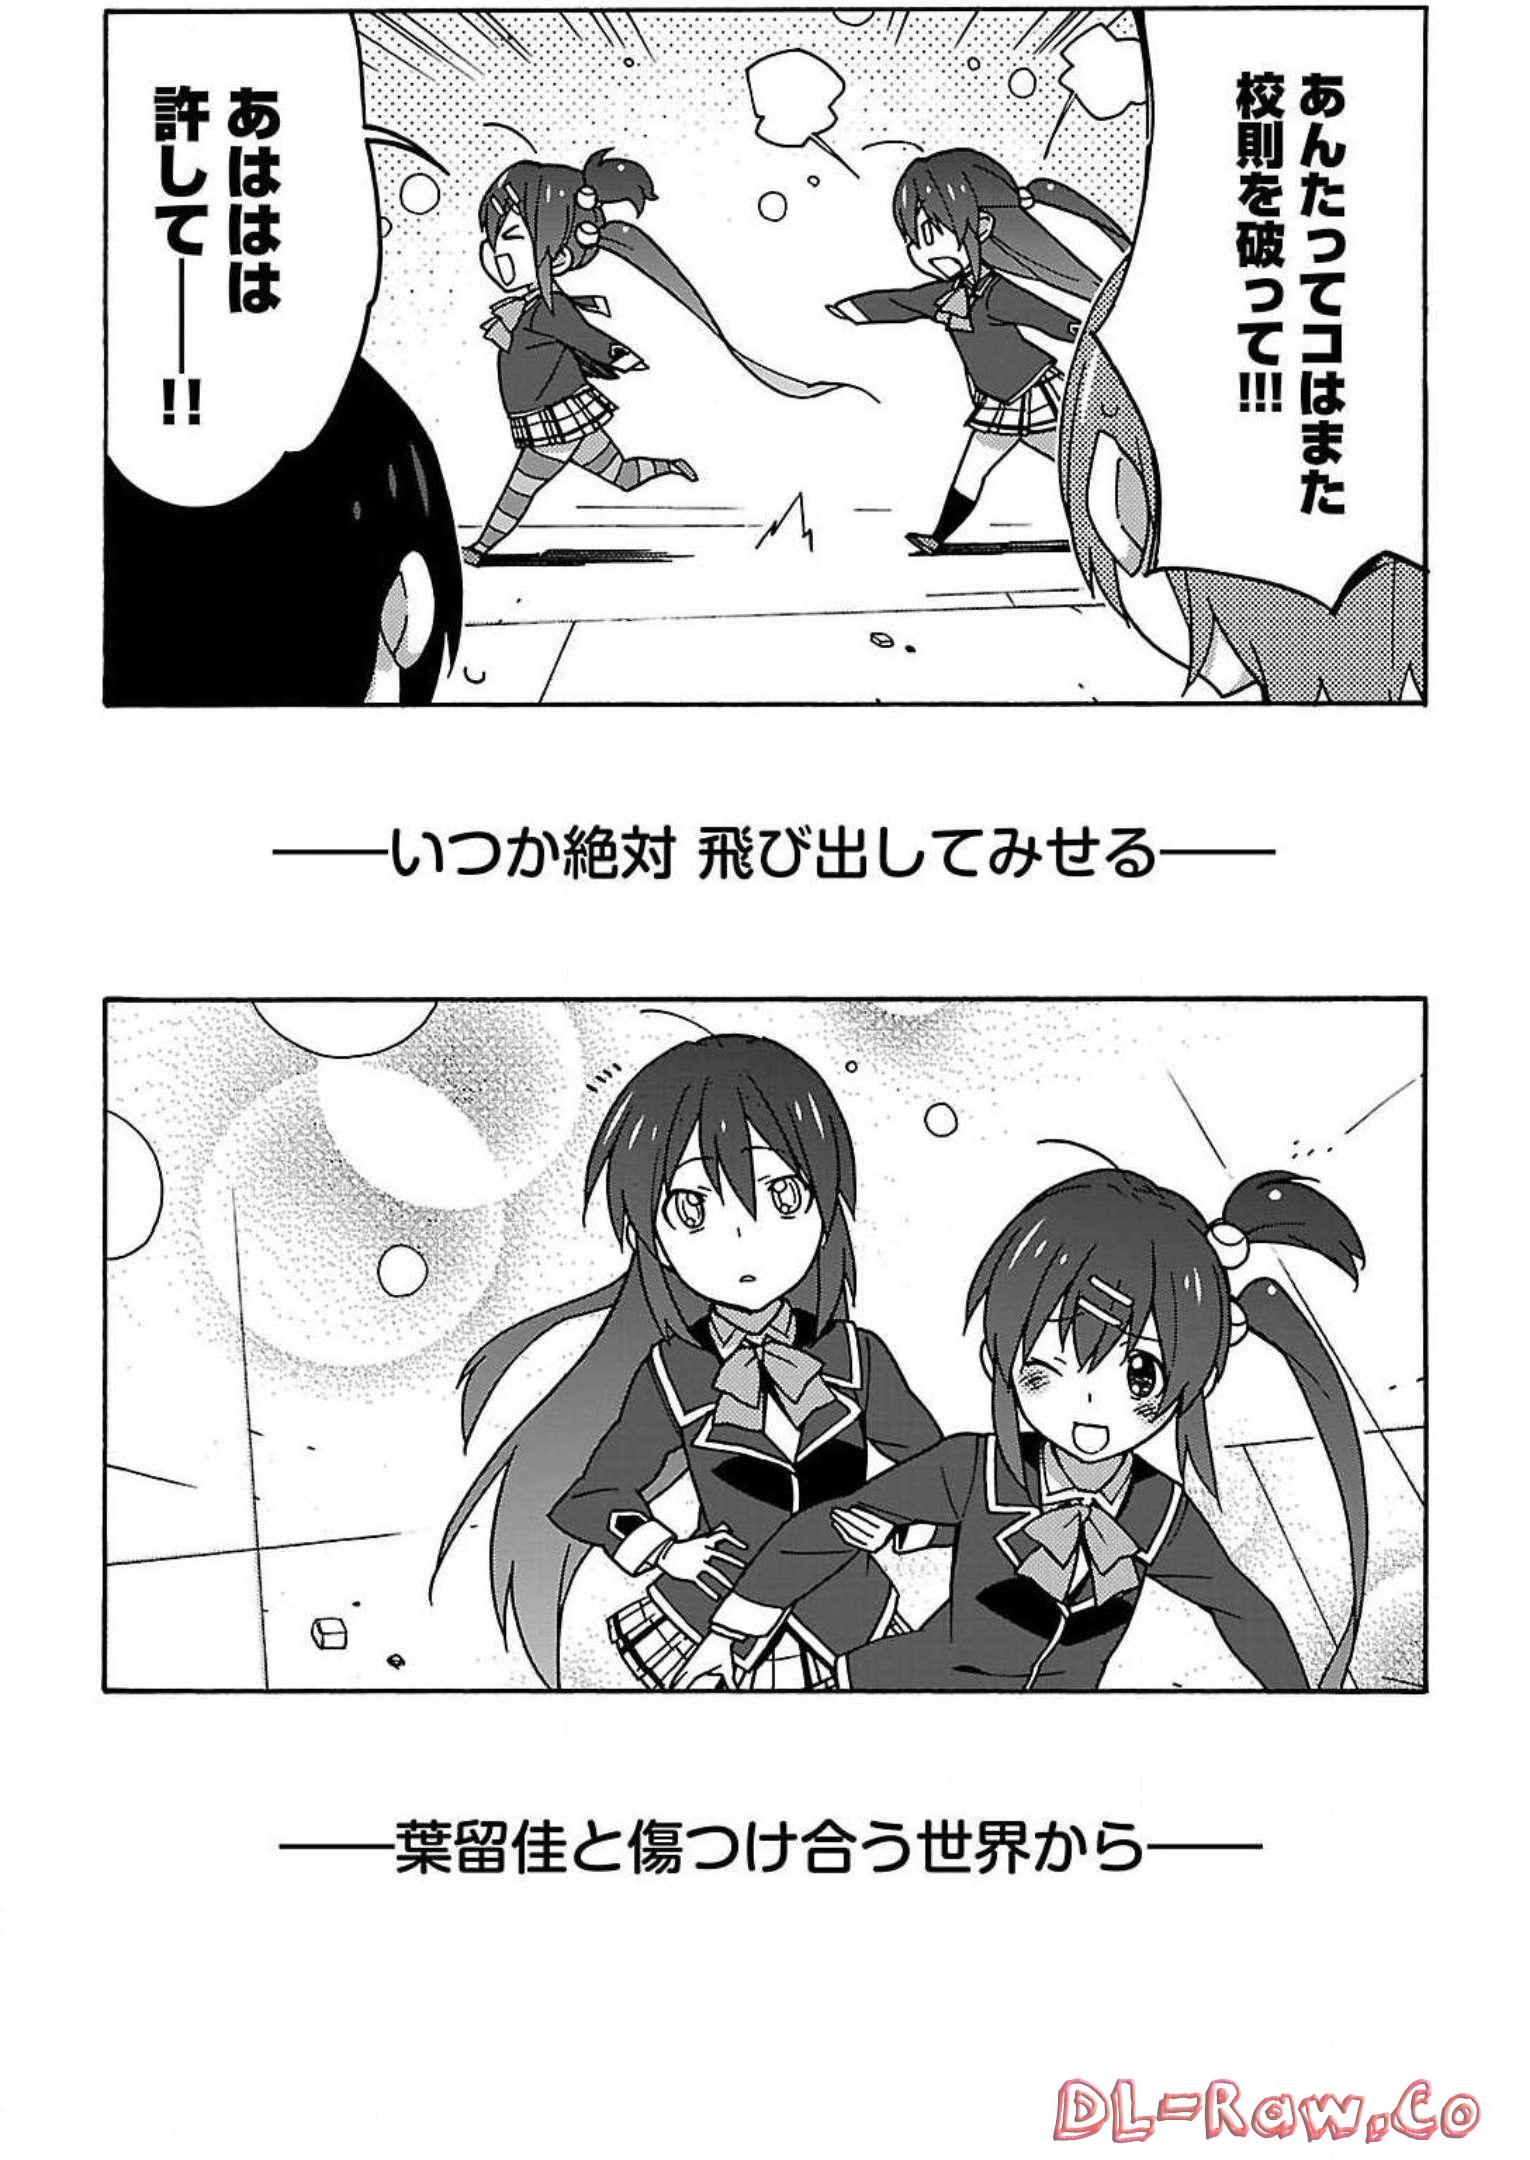 あんたってコはまた
校則を破って!!!
あははは
許して——!!
——いつか絶対 飛び出してみせる——
——葉留佳と傷つけ合う世界から——
DL-Raw.Co